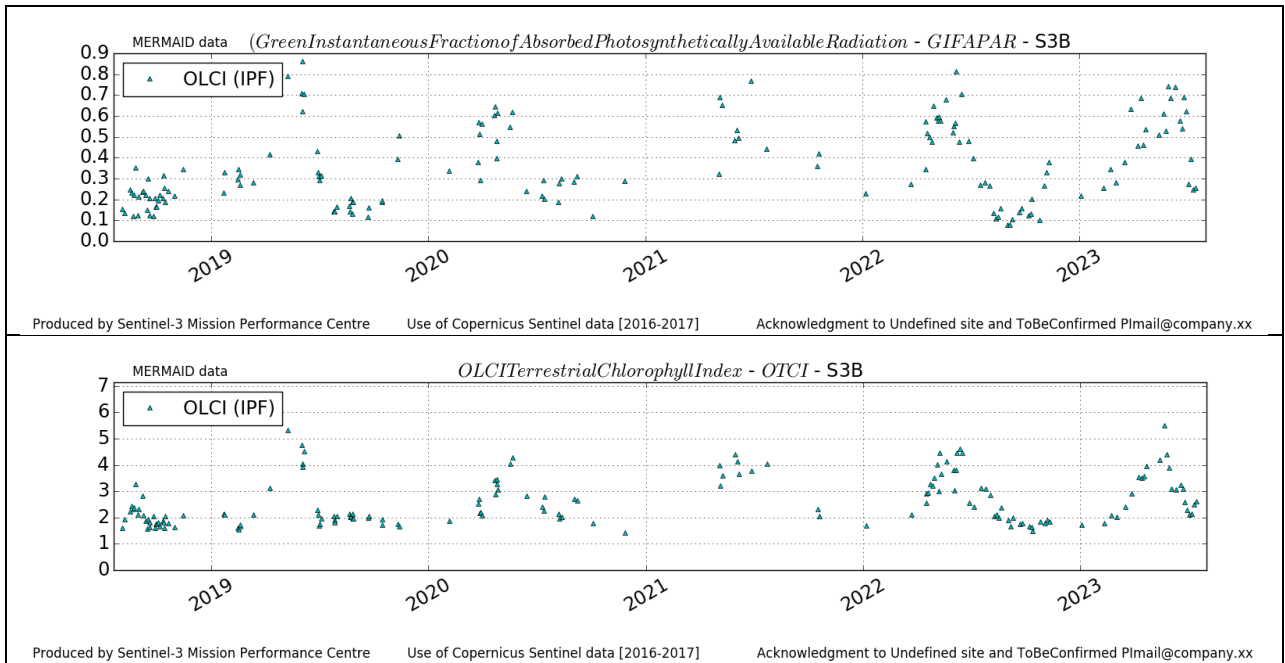 MERMAID data (GreenInstantaneousFractionofAbsorbedPhotosyntheticallyAvailableRadiation - GIFAPAR - S3B
0.9
0.8
0.7
0.6
0.5
0.4
0.3
0.2
0.1
0.0
OLCI (IPF)
2019 2020 2021 2022 2023
Produced by Sentinel-3 Mission Performance Centre Use of Copernicus Sentinel data [2016-2017] Acknowledgment to Undefined site and ToBeConfirmed PImail@company.xx
MERMAID data OLCITerrestrialChlorophyllIndex - OTCI - S3B
7
6
5
4
3
2
1
0
OLCI (IPF)
2019 2020 2021 2022 2023
Produced by Sentinel-3 Mission Performance Centre Use of Copernicus Sentinel data [2016-2017] Acknowledgment to Undefined site and ToBeConfirmed PImail@company.xx